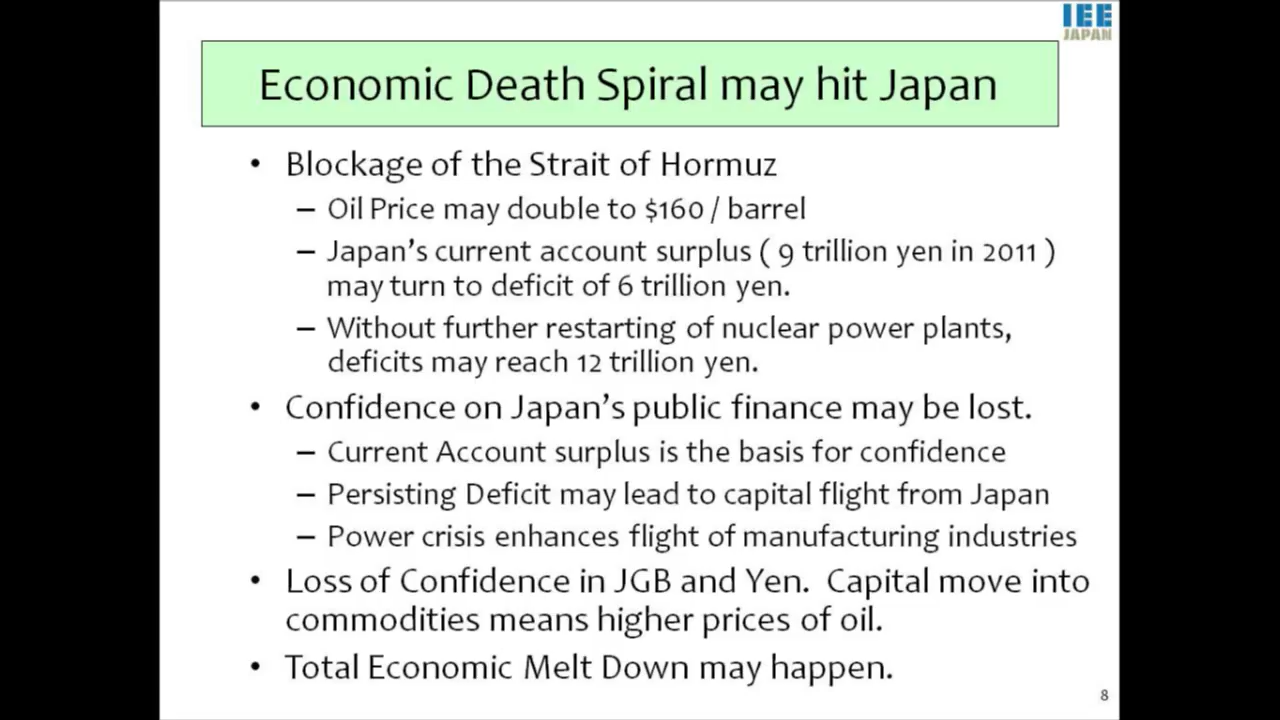 IEE
JAPAN
Economic Death Spiral may hit Japan
• Blockage of the Strait of Hormuz
– Oil Price may double to $160 / barrel
– Japan's current account surplus ( 9 trillion yen in 2011 )
may turn to deficit of 6 trillion yen.
– Without further restarting of nuclear power plants,
deficits may reach 12 trillion yen.
• Confidence on Japan's public finance may be lost.
– Current Account surplus is the basis for confidence
– Persisting Deficit may lead to capital flight from Japan
– Power crisis enhances flight of manufacturing industries
• Loss of Confidence in JGB and Yen.  Capital move into
commodities means higher prices of oil.
• Total Economic Melt Down may happen.
8